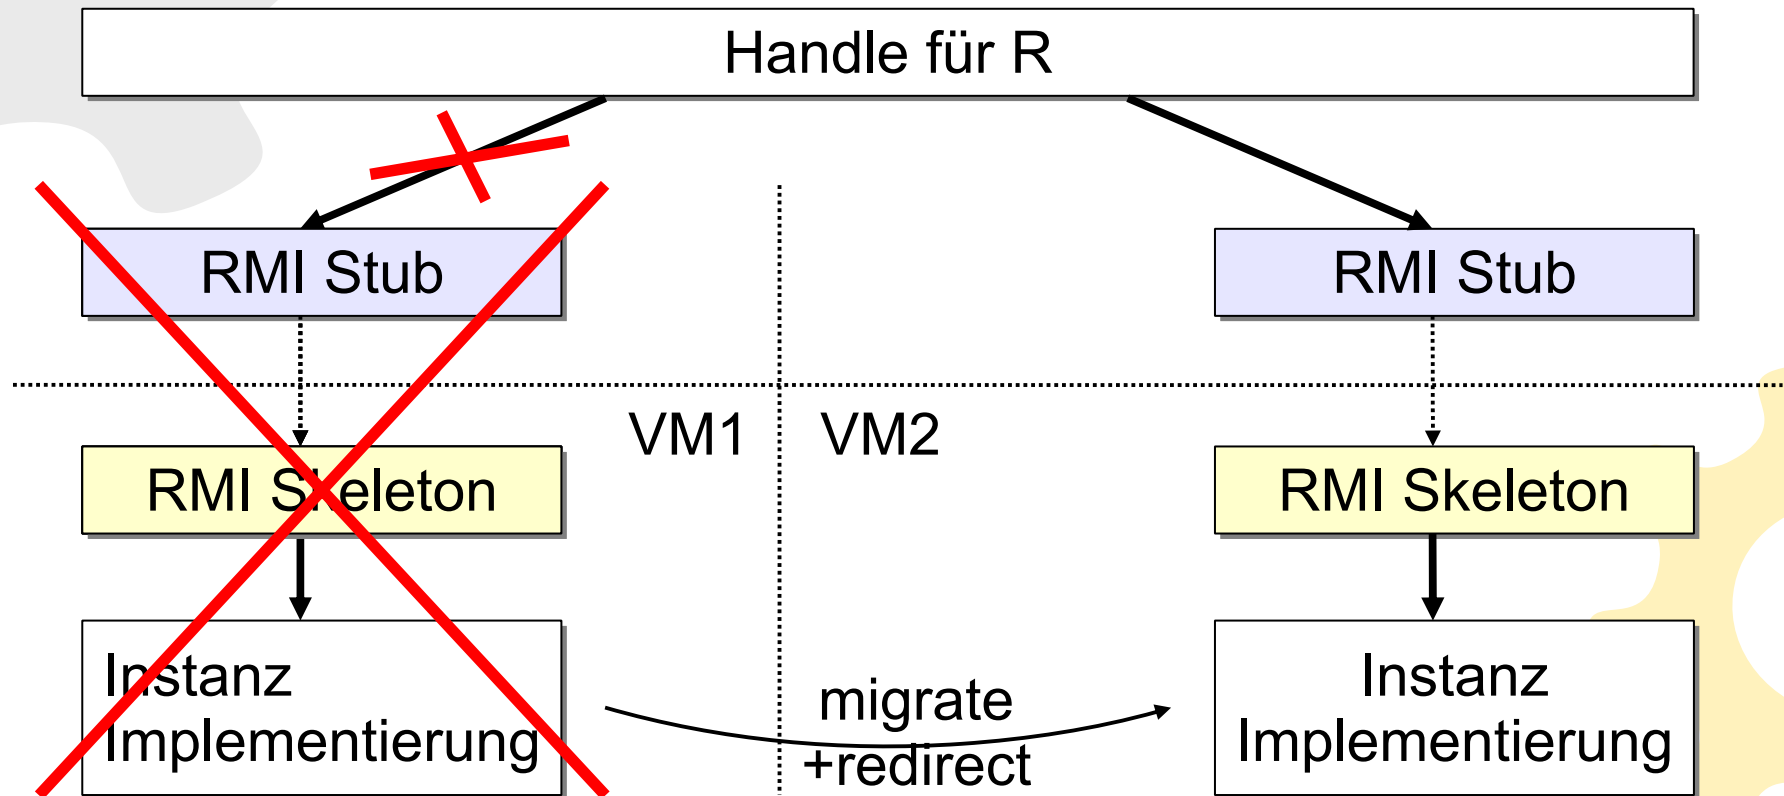 Handle für R
RMI Stub
RMI Stub
VM1
VM2
RMI Skeleton
RMI Skeleton
Instanz
Implementierung
migrate
+redirect
Instanz
Implementierung